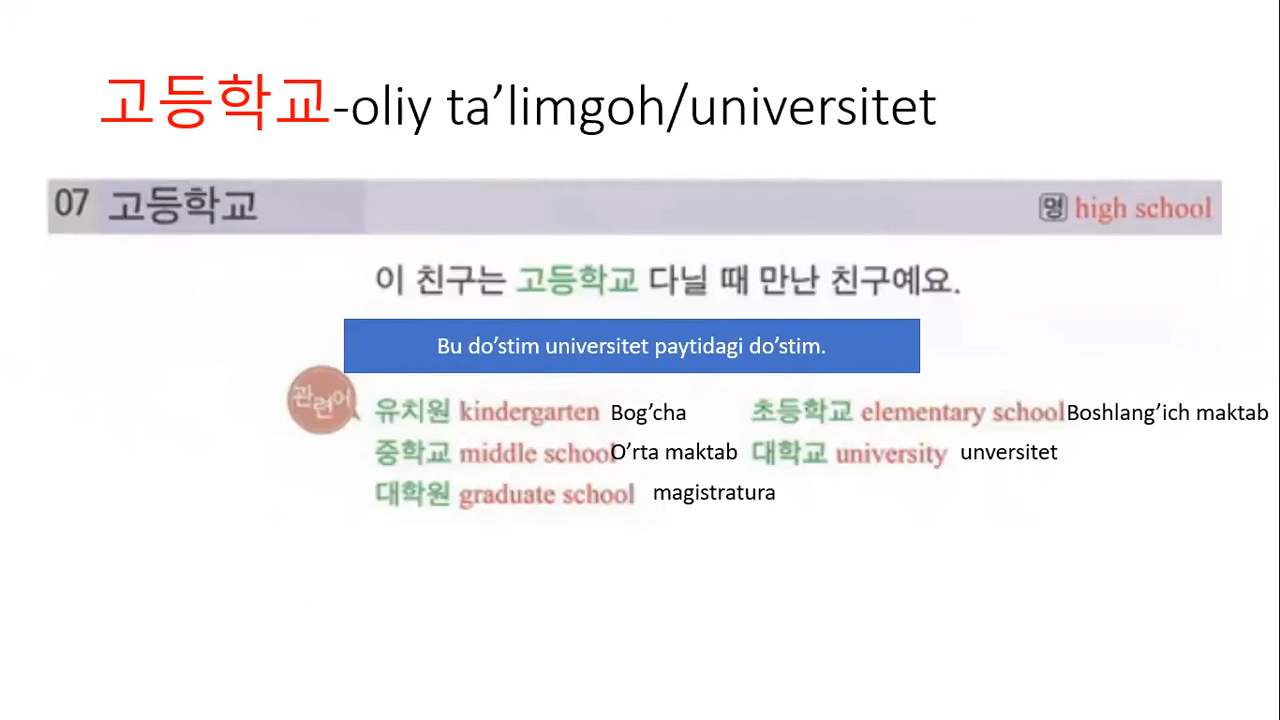 고등학교-oliy ta’limgoh/universitet
07 고등학교 명 high school
이 친구는 고등학교 다닐 때 만난 친구예요.
Bu do’stim universitet paytidagi do’stim.
관련어
유치원 kindergarten Bog’cha 초등학교 elementary school Boshlang’ich maktab
중학교 middle school O’rta maktab 대학교 university unversitet
대학원 graduate school magistratura